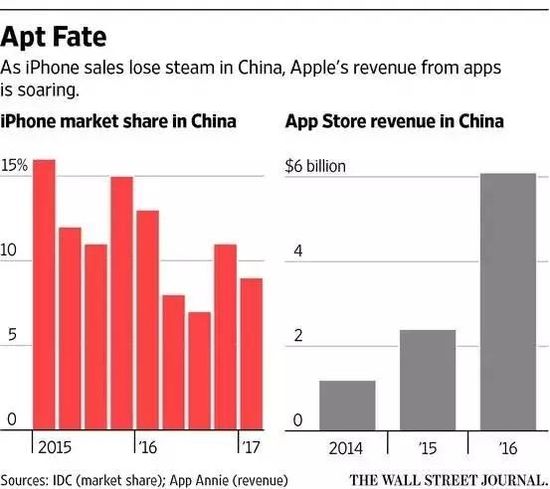 Apt Fate
As iPhone sales lose steam in China, Apple's revenue from apps
is soaring.
iPhone market share in China
15%
10
5
0
2015
'16
'17
App Store revenue in China
$6 billion
4
2
0
2014
'15
'16
Sources: IDC (market share); App Annie (revenue)
THE WALL STREET JOURNAL.